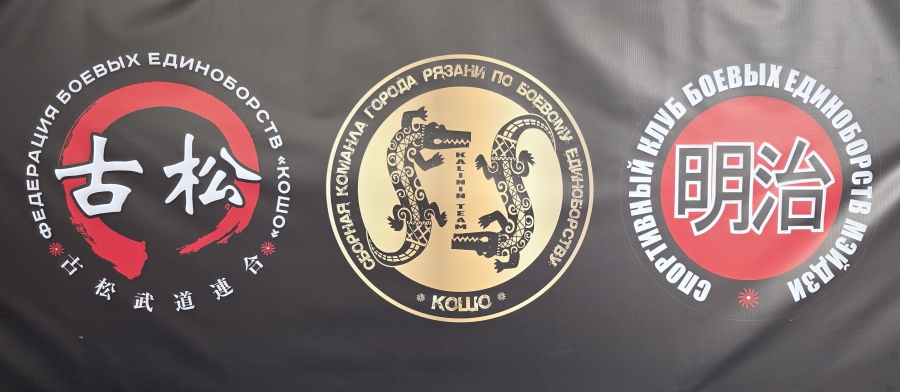 ФЕДЕРАЦИЯ БОЕВЫХ ЕДИНОБОРСТВ «КОШО»
古松
古松武道連合
СБОРНАЯ КОМАНДА ГОРОДА РЯЗАНИ ПО БОЕВОМУ ЕДИНОБОРСТВУ
KALININ TEAM
КОШО
СПОРТИВНЫЙ КЛУБ БОЕВЫХ ЕДИНОБОРСТВ МЭЙДЗИ
明治